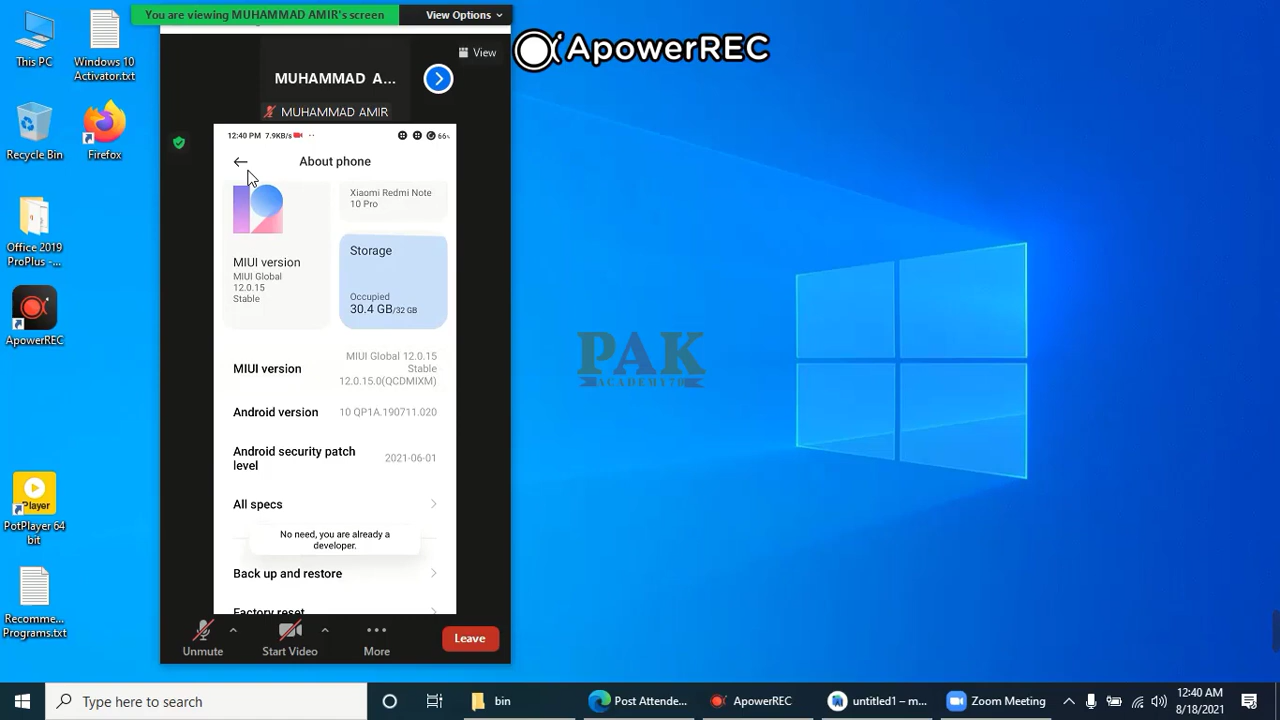 You are viewing MUHAMMAD AMIR's screen
View Options
ApowerREC
View
MUHAMMAD A...
MUHAMMAD AMIR
This PC
Windows 10
Activator.txt
Recycle Bin
Firefox
Office 2019
ProPlus -...
ApowerREC
Player
PotPlayer 64
bit
Recomme...
Programs.txt
12:40 PM 7.9KB/s
66%
About phone
Xiaomi Redmi Note
10 Pro
MIUI version
MIUI Global
12.0.15
Stable
Storage
Occupied
30.4 GB/32 GB
MIUI version
MIUI Global 12.0.15
Stable
12.0.15.0(QCDMIXM)
Android version
10 QP1A.190711.020
Android security patch
level
2021-06-01
All specs
No need, you are already a
developer.
Back up and restore
Factory reset
Unmute
Start Video
More
Leave
PAK
ACADEMY70
Type here to search
bin
Post Attende...
ApowerREC
untitled1 – m...
Zoom Meeting
12:40 AM
8/18/2021